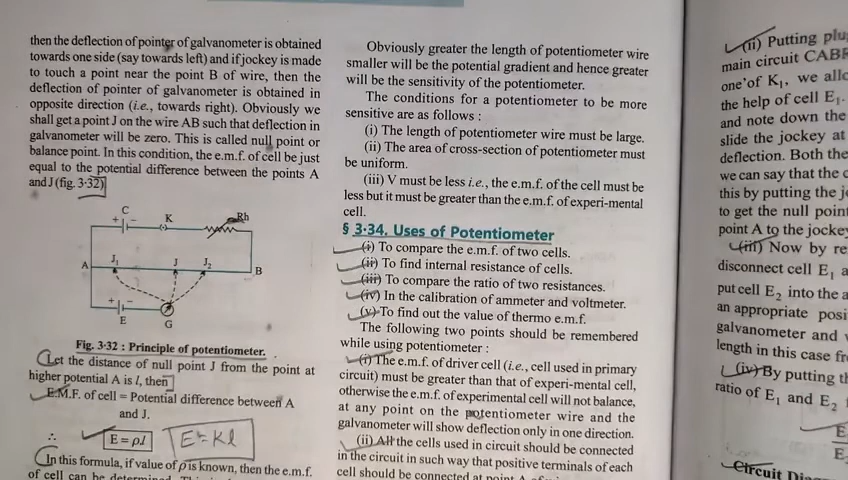 then the deflection of pointer of galvanometer is obtained
towards one side (say towards left) and if jockey is made
to touch a point near the point B of wire, then the
deflection of pointer of galvanometer is obtained in
opposite direction (i.e., towards right). Obviously we
shall get a point J on the wire AB such that deflection in
galvanometer will be zero. This is called null point or
balance point. In this condition, the e.m.f. of cell be just
equal to the potential difference between the points A
and J (fig. 3·32)
C
+ −
K
Rh
A
J₁
J
J₂
B
+ −
E
G
Fig. 3·32 : Principle of potentiometer.
Let the distance of null point J from the point at
higher potential A is l, then
E.M.F. of cell = Potential difference between A
and J.
∴ E = ρl
E = Kl
In this formula, if value of ρ is known, then the e.m.f.
of cell can be determined.
Obviously greater the length of potentiometer wire
smaller will be the potential gradient and hence greater
will be the sensitivity of the potentiometer.
The conditions for a potentiometer to be more
sensitive are as follows :
(i) The length of potentiometer wire must be large.
(ii) The area of cross-section of potentiometer must
be uniform.
(iii) V must be less i.e., the e.m.f. of the cell must be
less but it must be greater than the e.m.f. of experi-mental
cell.
§ 3·34. Uses of Potentiometer
(i) To compare the e.m.f. of two cells.
(ii) To find internal resistance of cells.
(iii) To compare the ratio of two resistances.
(iv) In the calibration of ammeter and voltmeter.
(v) To find out the value of thermo e.m.f.
The following two points should be remembered
while using potentiometer :
(i) The e.m.f. of driver cell (i.e., cell used in primary
circuit) must be greater than that of experi-mental cell,
otherwise the e.m.f. of experimental cell will not balance,
at any point on the potentiometer wire and the
galvanometer will show deflection only in one direction.
(ii) All the cells used in circuit should be connected
in the circuit in such way that positive terminals of each
cell should be connected at point A
(ii) Putting plu
main circuit CAB
one of K₁, we all
the help of cell E₁.
and note down the
slide the jockey at
deflection. Both the
we can say that the c
this by putting the j
to get the null point
point A to the jockey
(iii) Now by re
disconnect cell E₁ a
put cell E₂ into the a
an appropriate posi
galvanometer and
length in this case fr
(iv) By putting th
ratio of E₁ and E₂
E
E
Circuit Dia